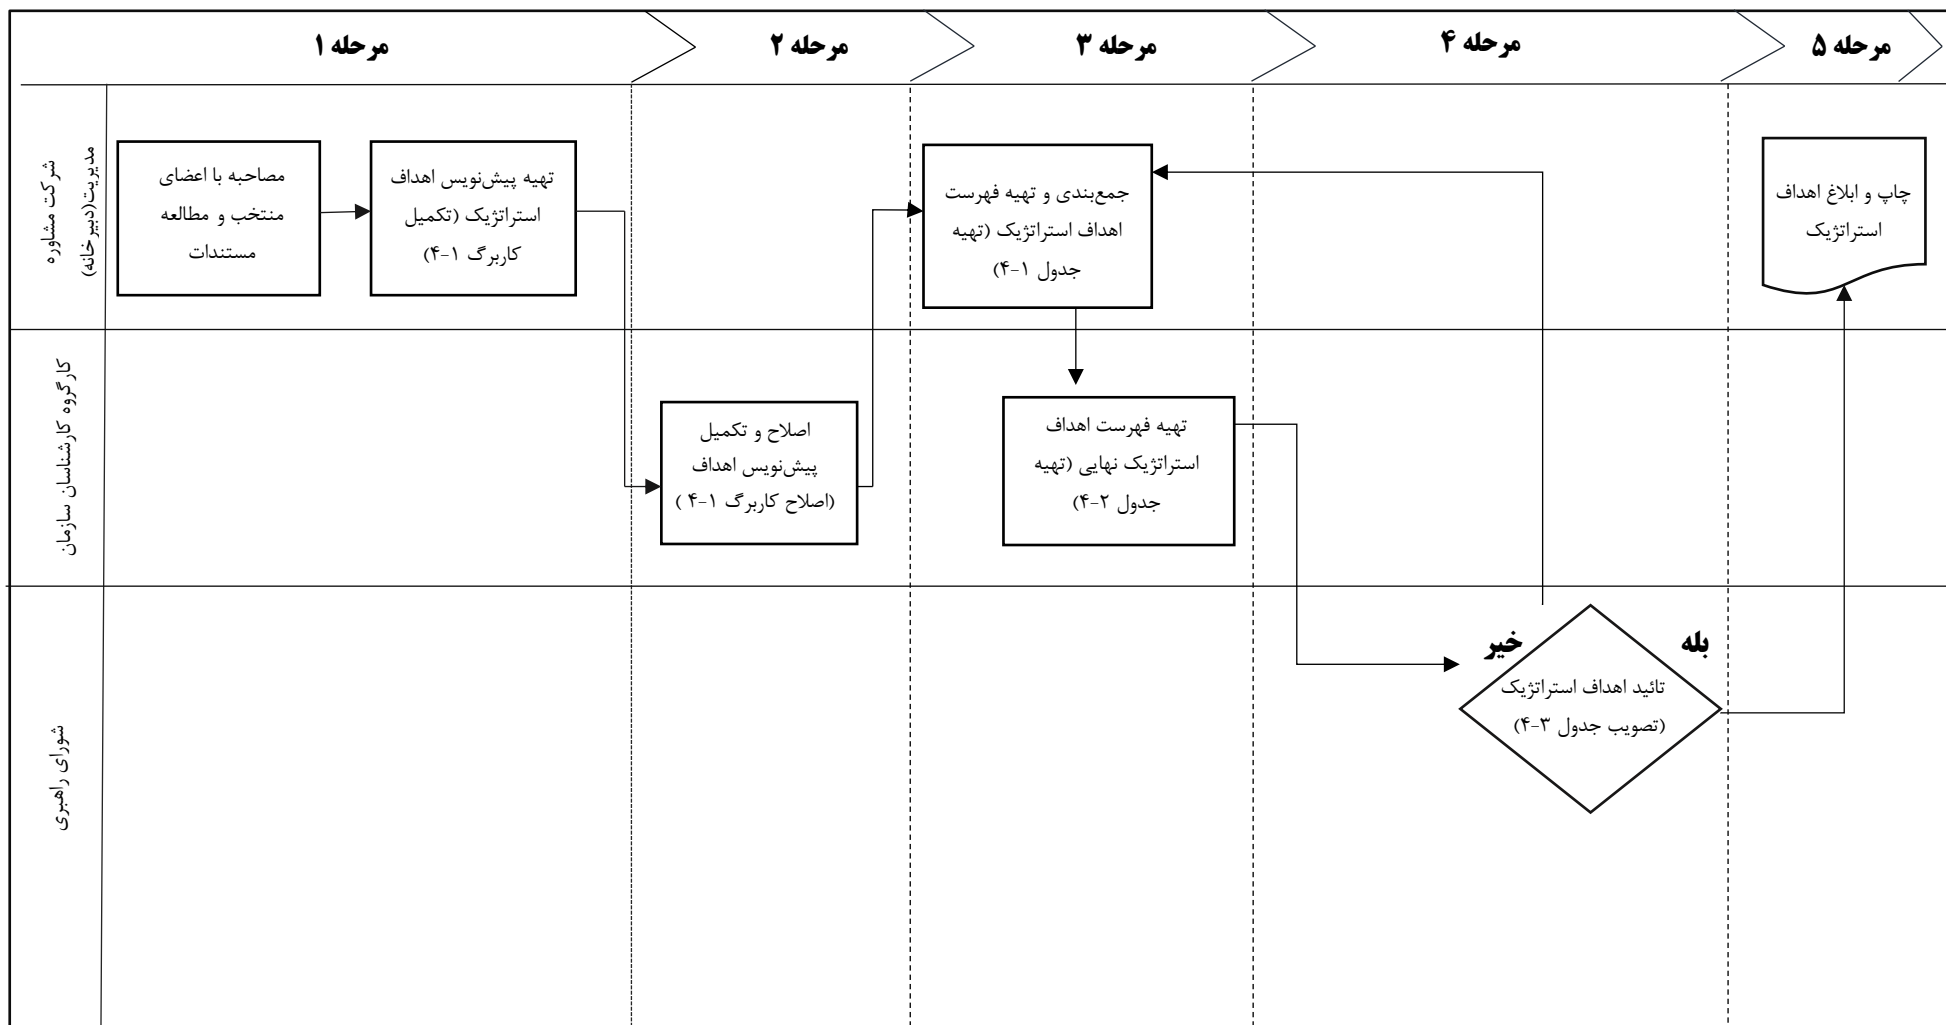 مرحله ۱
مرحله ۲
مرحله ۳
مرحله ۴
مرحله ۵
شرکت مشاوره
مدیریت(دبیرخانه)
مصاحبه با اعضای
منتخب و مطالعه
مستندات
تهیه پیش‌نویس اهداف
استراتژیک (تکمیل
کاربرگ ۱-۴)
جمع‌بندی و تهیه فهرست
اهداف استراتژیک (تهیه
جدول ۱-۴)
چاپ و ابلاغ اهداف
استراتژیک
کارگروه کارشناسان سازمان
اصلاح و تکمیل
پیش‌نویس اهداف
(اصلاح کاربرگ ۱-۴ )
تهیه فهرست اهداف
استراتژیک نهایی (تهیه
جدول ۲-۴)
شورای راهبری
خیر
بله
تائید اهداف استراتژیک
(تصویب جدول ۳-۴)